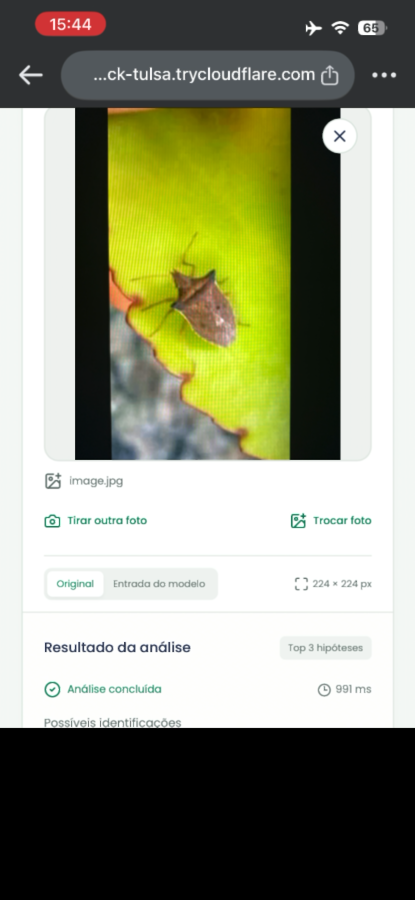 15:44
65
...ck-tulsa.trycloudflare.com
image.jpg
Tirar outra foto
Trocar foto
Original
Entrada do modelo
224 × 224 px
Resultado da análise
Top 3 hipóteses
Análise concluída
991 ms
Possíveis identificações